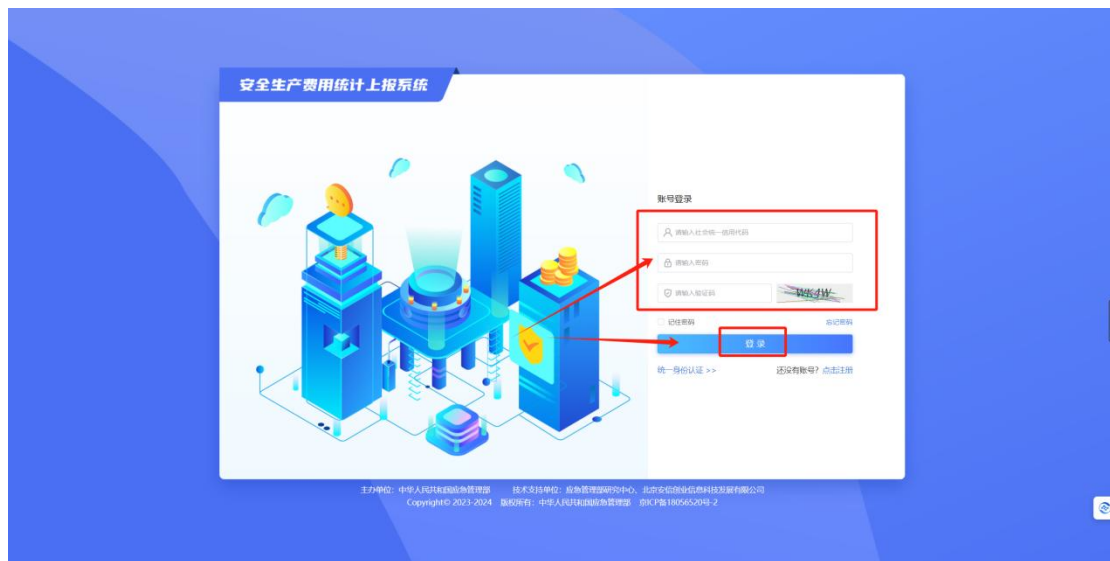 安全生产费用统计上报系统
账号登录
请输入社会统一信用代码
请输入密码
请输入验证码 WK4W
记住密码 忘记密码
登 录
统一身份认证 >> 还没有账号? 点击注册
主办单位: 中华人民共和国应急管理部 技术支持单位: 应急管理部研究中心、北京安信创业信息科技发展有限公司
Copyright© 2023-2024 版权所有: 中华人民共和国应急管理部 京ICP备18056520号-2